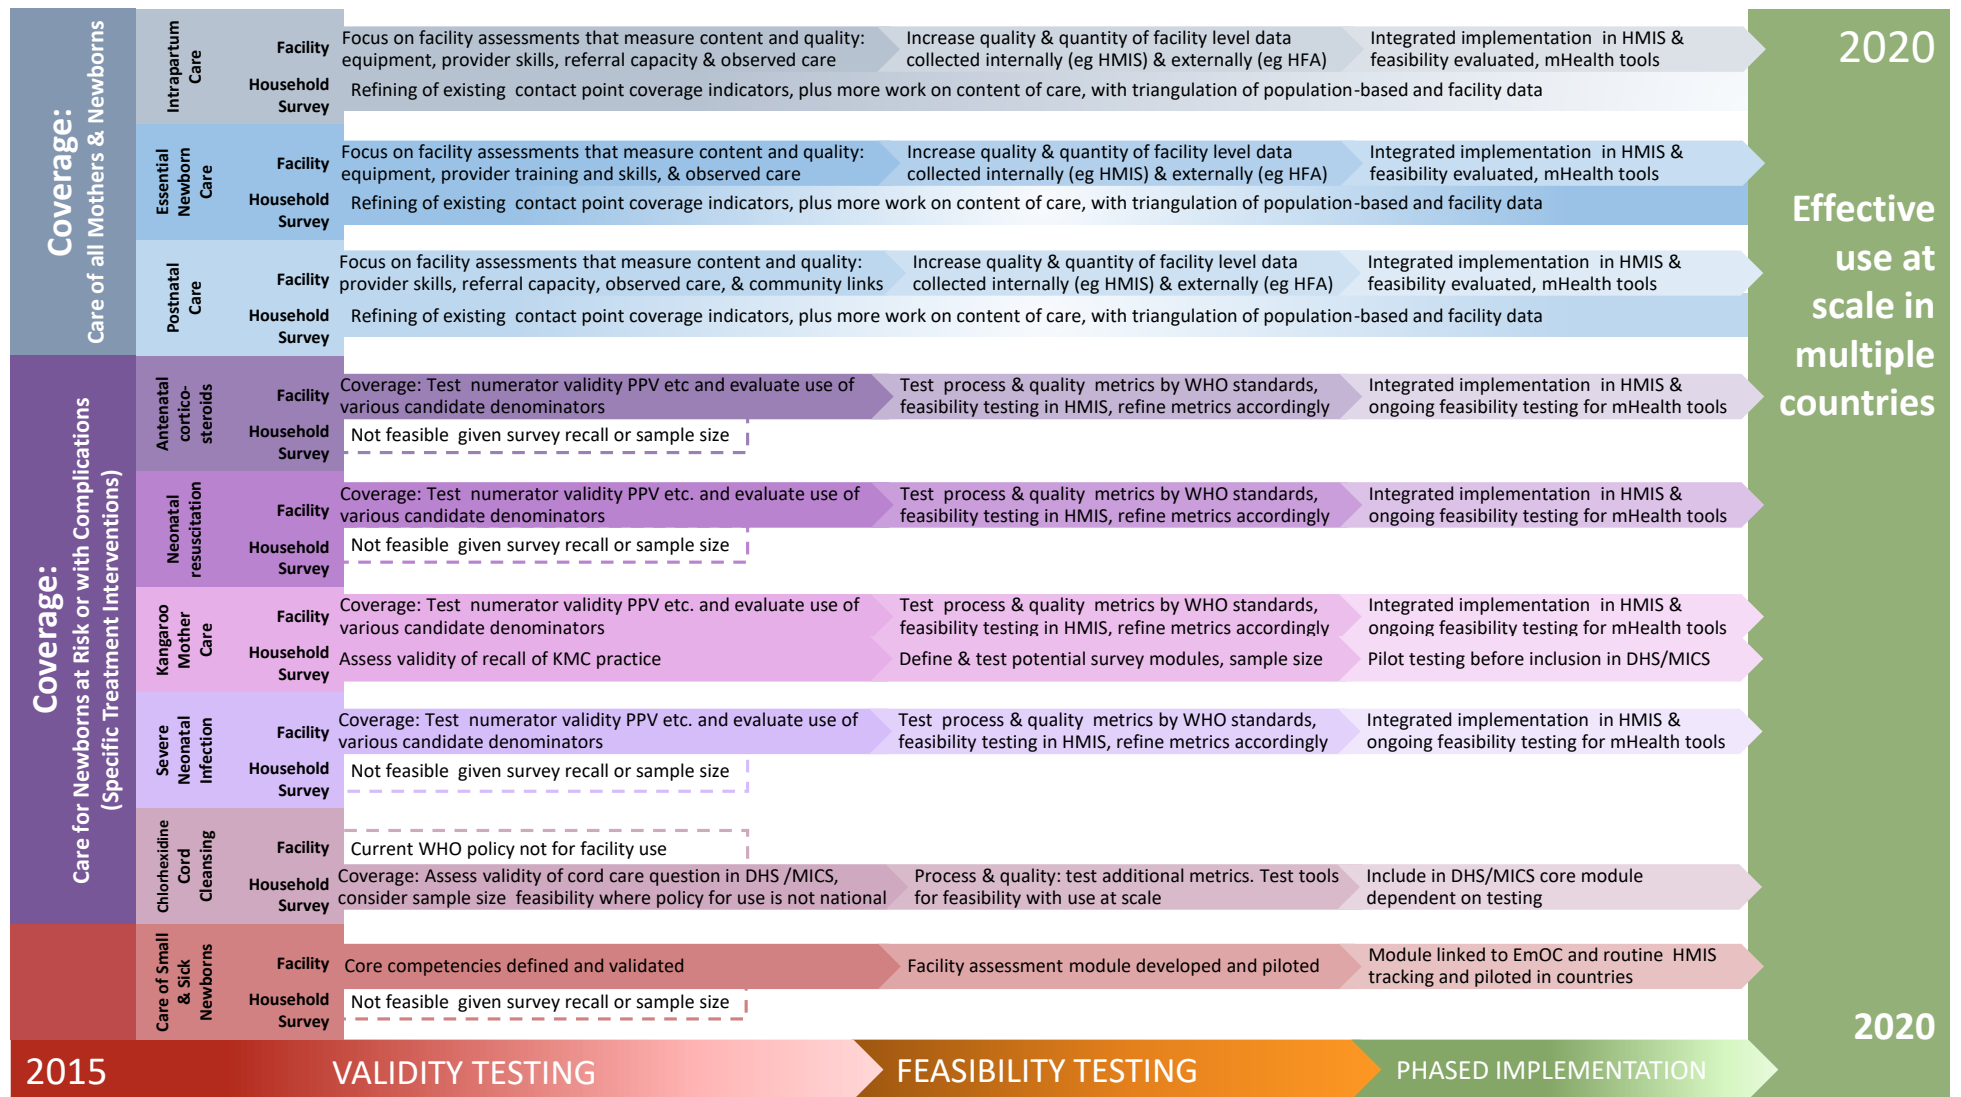 Coverage:
Care of all Mothers & Newborns
Intrapartum
Care
Facility
Focus on facility assessments that measure content and quality:
equipment, provider skills, referral capacity & observed care
Increase quality & quantity of facility level data
collected internally (eg HMIS) & externally (eg HFA)
Integrated implementation in HMIS &
feasibility evaluated, mHealth tools
Household
Survey
Refining of existing contact point coverage indicators, plus more work on content of care, with triangulation of population-based and facility data
Essential
Newborn
Care
Facility
Focus on facility assessments that measure content and quality:
equipment, provider training and skills, & observed care
Increase quality & quantity of facility level data
collected internally (eg HMIS) & externally (eg HFA)
Integrated implementation in HMIS &
feasibility evaluated, mHealth tools
Household
Survey
Refining of existing contact point coverage indicators, plus more work on content of care, with triangulation of population-based and facility data
Postnatal
Care
Facility
Focus on facility assessments that measure content and quality:
provider skills, referral capacity, observed care, & community links
Increase quality & quantity of facility level data
collected internally (eg HMIS) & externally (eg HFA)
Integrated implementation in HMIS &
feasibility evaluated, mHealth tools
Household
Survey
Refining of existing contact point coverage indicators, plus more work on content of care, with triangulation of population-based and facility data
Coverage:
Care for Newborns at Risk or with Complications
(Specific Treatment Interventions)
Antenatal
cortico-
steroids
Facility
Coverage: Test numerator validity PPV etc and evaluate use of
various candidate denominators
Test process & quality metrics by WHO standards,
feasibility testing in HMIS, refine metrics accordingly
Integrated implementation in HMIS &
ongoing feasibility testing for mHealth tools
Household
Survey
Not feasible given survey recall or sample size
Neonatal
resuscitation
Facility
Coverage: Test numerator validity PPV etc. and evaluate use of
various candidate denominators
Test process & quality metrics by WHO standards,
feasibility testing in HMIS, refine metrics accordingly
Integrated implementation in HMIS &
ongoing feasibility testing for mHealth tools
Household
Survey
Not feasible given survey recall or sample size
Kangaroo
Mother
Care
Facility
Coverage: Test numerator validity PPV etc. and evaluate use of
various candidate denominators
Test process & quality metrics by WHO standards,
feasibility testing in HMIS, refine metrics accordingly
Integrated implementation in HMIS &
ongoing feasibility testing for mHealth tools
Household
Survey
Assess validity of recall of KMC practice
Define & test potential survey modules, sample size
Pilot testing before inclusion in DHS/MICS
Severe
Neonatal
Infection
Facility
Coverage: Test numerator validity PPV etc. and evaluate use of
various candidate denominators
Test process & quality metrics by WHO standards,
feasibility testing in HMIS, refine metrics accordingly
Integrated implementation in HMIS &
ongoing feasibility testing for mHealth tools
Household
Survey
Not feasible given survey recall or sample size
Chlorhexidine
Cord
Cleansing
Facility
Current WHO policy not for facility use
Household
Survey
Coverage: Assess validity of cord care question in DHS /MICS,
consider sample size feasibility where policy for use is not national
Process & quality: test additional metrics. Test tools
for feasibility with use at scale
Include in DHS/MICS core module
dependent on testing
Care of Small
& Sick
Newborns
Facility
Core competencies defined and validated
Facility assessment module developed and piloted
Module linked to EmOC and routine HMIS
tracking and piloted in countries
Household
Survey
Not feasible given survey recall or sample size
2020
Effective
use at
scale in
multiple
countries
2020
2015
VALIDITY TESTING
FEASIBILITY TESTING
PHASED IMPLEMENTATION